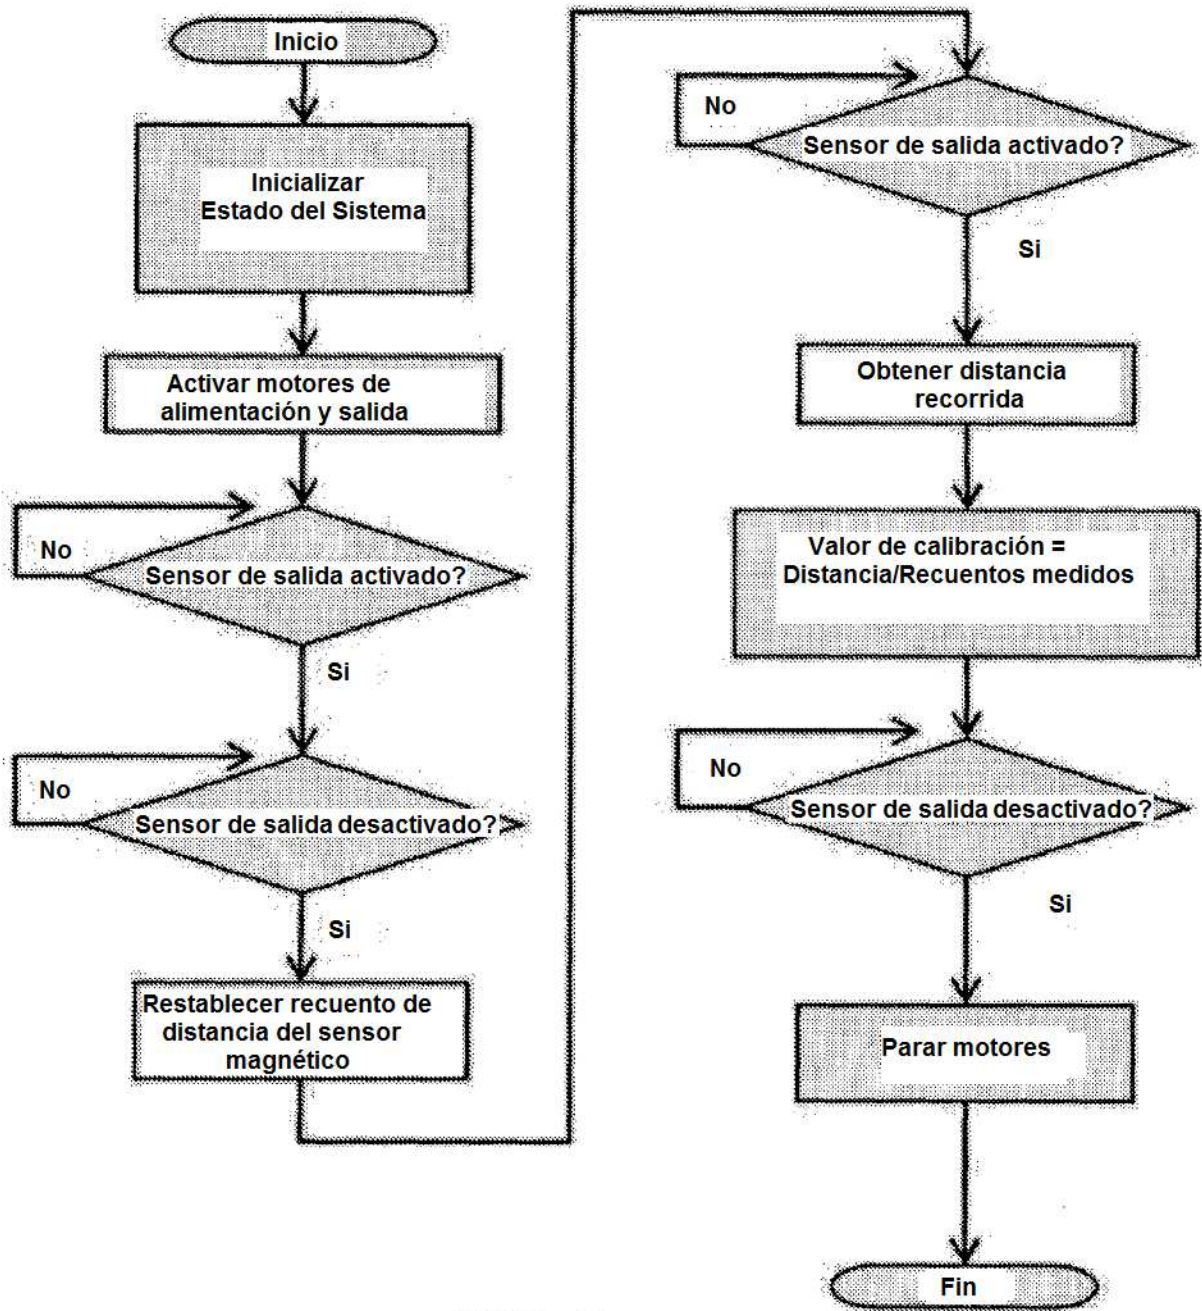 Inicio
Inicializar
Estado del Sistema
Activar motores de
alimentación y salida
No
Sensor de salida activado?
Si
No
Sensor de salida desactivado?
Si
Restablecer recuento de
distancia del sensor
magnético
No
Sensor de salida activado?
Si
Obtener distancia
recorrida
Valor de calibración =
Distancia/Recuentos medidos
No
Sensor de salida desactivado?
Si
Parar motores
Fin